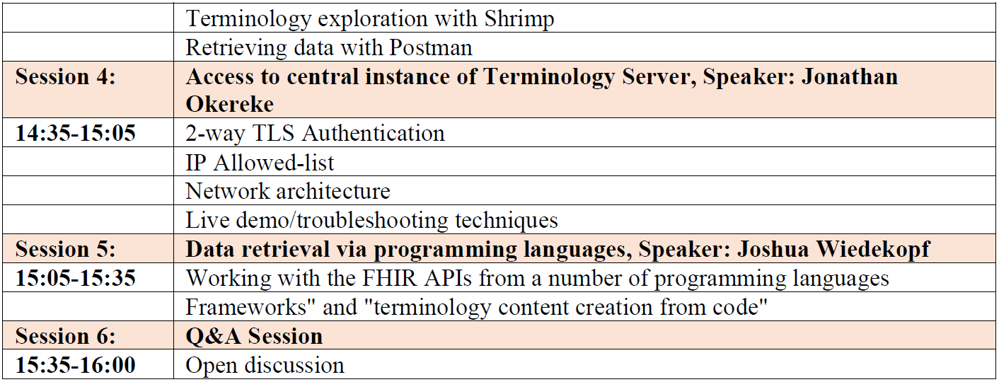 Terminology exploration with Shrimp
Retrieving data with Postman
Session 4: Access to central instance of Terminology Server, Speaker: Jonathan
Okereke
14:35-15:05 2-way TLS Authentication
IP Allowed-list
Network architecture
Live demo/troubleshooting techniques
Session 5: Data retrieval via programming languages, Speaker: Joshua Wiedekopf
15:05-15:35 Working with the FHIR APIs from a number of programming languages
Frameworks" and "terminology content creation from code"
Session 6: Q&A Session
15:35-16:00 Open discussion